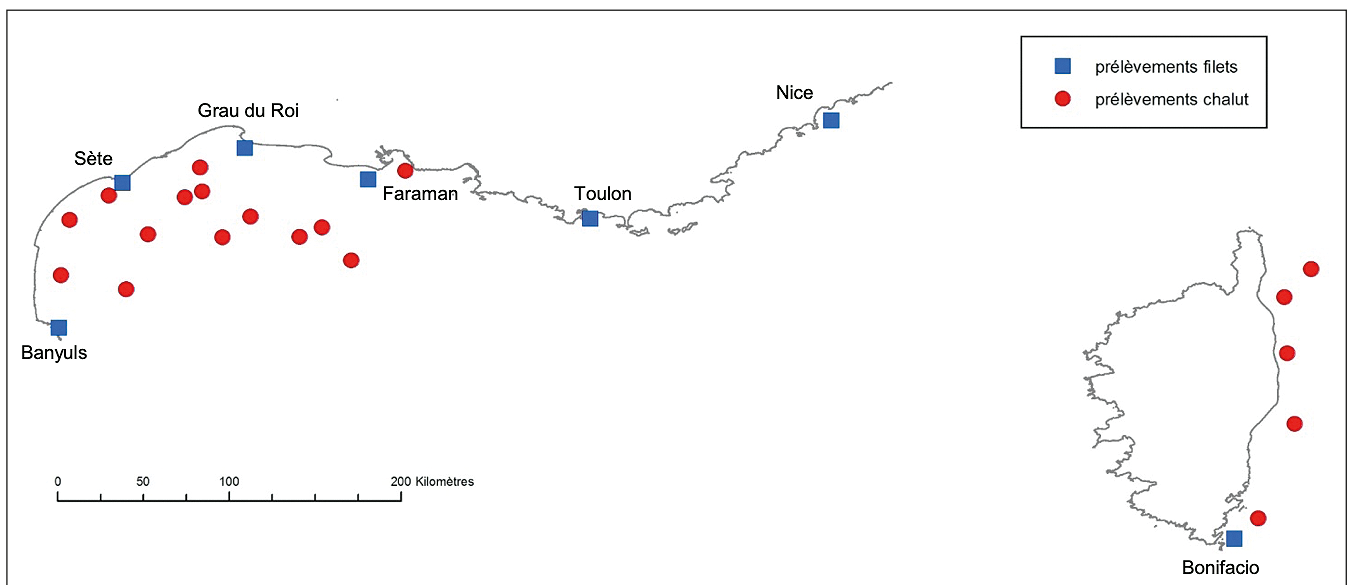 prélèvements filets
prélèvements chalut
Nice
Grau du Roi
Sète
Faraman
Toulon
Banyuls
0 50 100 200 Kilomètres
Bonifacio